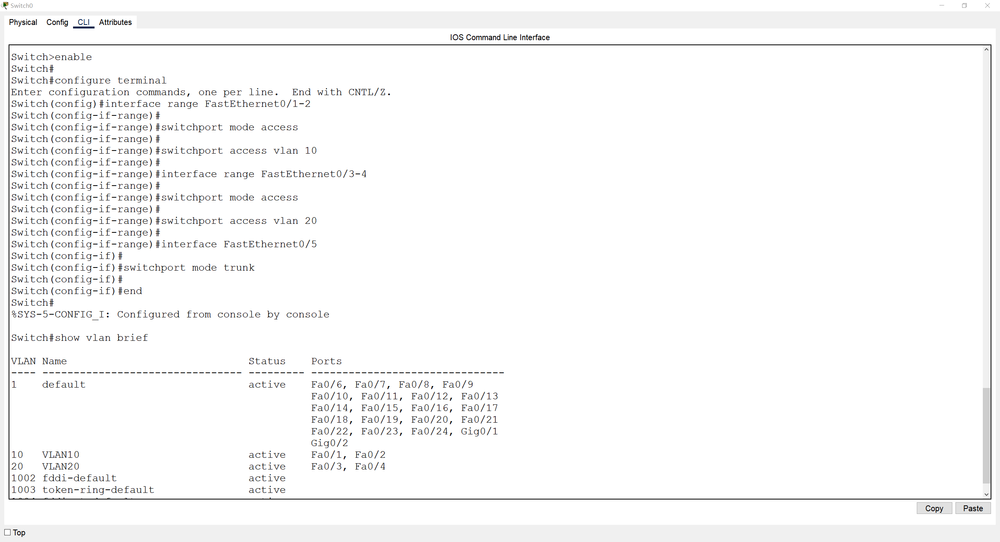 Switch0
Physical Config CLI Attributes
IOS Command Line Interface
Switch>enable
Switch#
Switch#configure terminal
Enter configuration commands, one per line.  End with CNTL/Z.
Switch(config)#interface range FastEthernet0/1-2
Switch(config-if-range)#
Switch(config-if-range)#switchport mode access
Switch(config-if-range)#
Switch(config-if-range)#switchport access vlan 10
Switch(config-if-range)#
Switch(config-if-range)#interface range FastEthernet0/3-4
Switch(config-if-range)#
Switch(config-if-range)#switchport mode access
Switch(config-if-range)#
Switch(config-if-range)#switchport access vlan 20
Switch(config-if-range)#
Switch(config-if-range)#interface FastEthernet0/5
Switch(config-if)#
Switch(config-if)#switchport mode trunk
Switch(config-if)#
Switch(config-if)#end
Switch#
%SYS-5-CONFIG_I: Configured from console by console
Switch#show vlan brief
VLAN Name                             Status    Ports
---- -------------------------------- --------- -------------------------------
1    default                          active    Fa0/6, Fa0/7, Fa0/8, Fa0/9
                                                Fa0/10, Fa0/11, Fa0/12, Fa0/13
                                                Fa0/14, Fa0/15, Fa0/16, Fa0/17
                                                Fa0/18, Fa0/19, Fa0/20, Fa0/21
                                                Fa0/22, Fa0/23, Fa0/24, Gig0/1
                                                Gig0/2
10   VLAN10                           active    Fa0/1, Fa0/2
20   VLAN20                           active    Fa0/3, Fa0/4
1002 fddi-default                     active
1003 token-ring-default               active
Copy Paste
Top